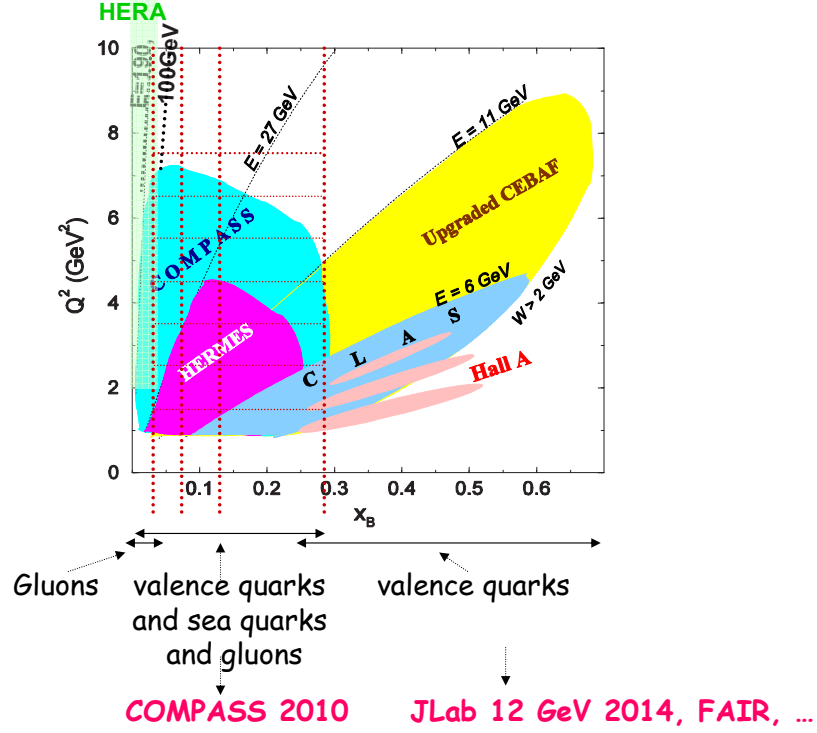 HERA
E=190,
100GeV
10
8
6
4
2
0
Q² (GeV²)
E = 27 GeV
E = 11 GeV
COMPASS
Upgraded CEBAF
E = 6 GeV
W > 2 GeV
HERMES
CLAS
Hall A
0.1 0.2 0.3 0.4 0.5 0.6
x_B
Gluons valence quarks valence quarks
and sea quarks
and gluons
COMPASS 2010 JLab 12 GeV 2014, FAIR, …